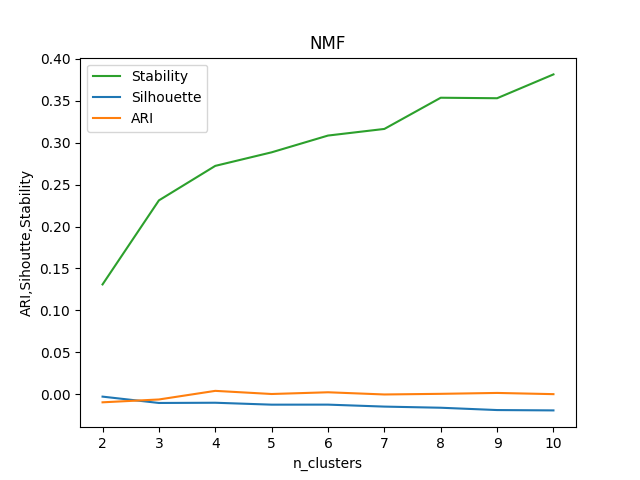 NMF
Stability
Silhouette
ARI
ARI,Sihoutte,Stability
0.40
0.35
0.30
0.25
0.20
0.15
0.10
0.05
0.00
2 3 4 5 6 7 8 9 10
n_clusters